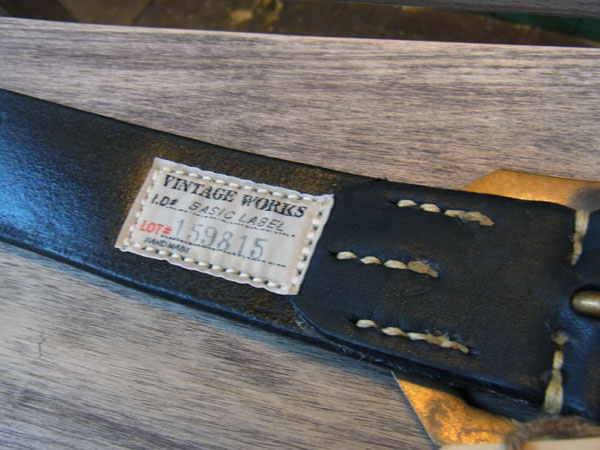 VINTAGE WORKS
I.D# BASIC LABEL
LOT# 159815
HAND MADE